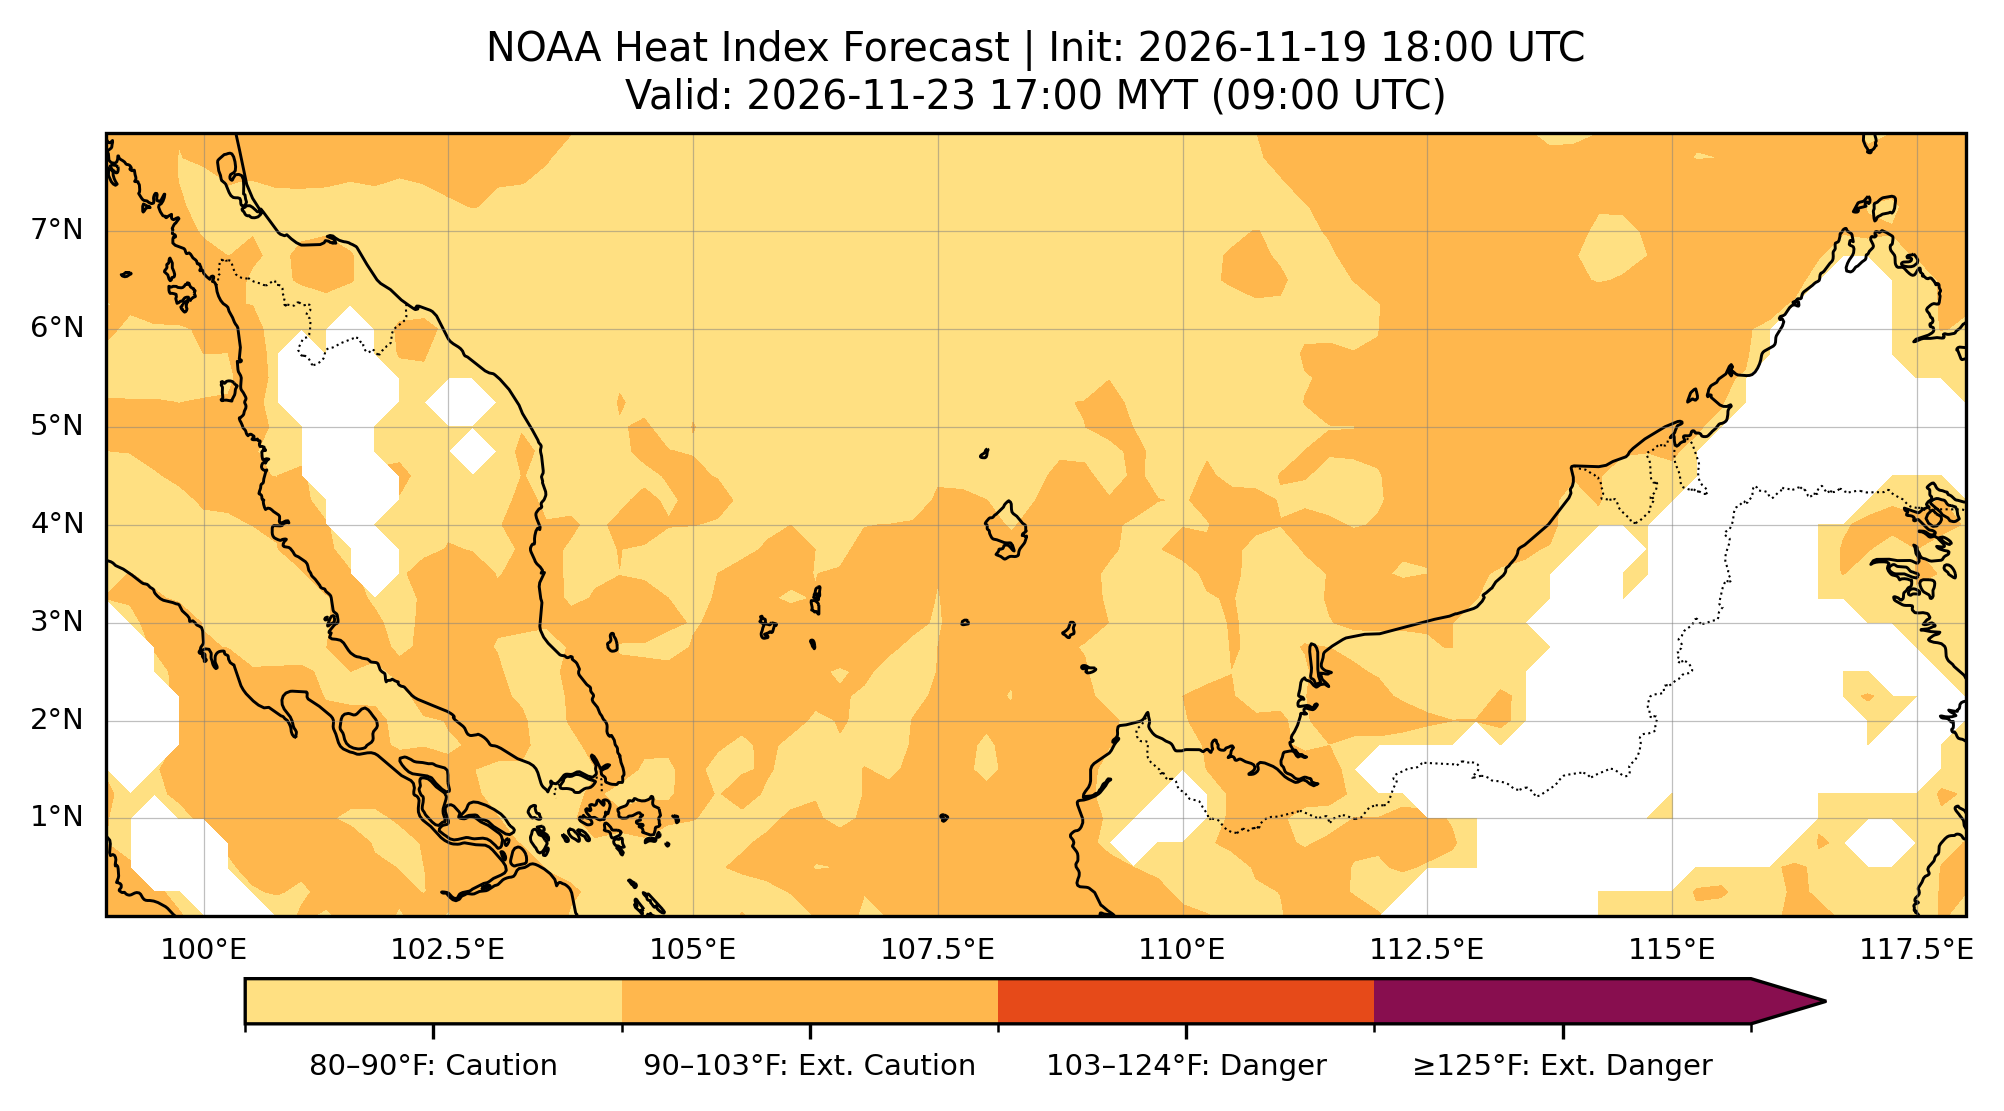 NOAA Heat Index Forecast | Init: 2026-11-19 18:00 UTC
Valid: 2026-11-23 17:00 MYT (09:00 UTC)
7°N
6°N
5°N
4°N
3°N
2°N
1°N
100°E 102.5°E 105°E 107.5°E 110°E 112.5°E 115°E 117.5°E
80–90°F: Caution 90–103°F: Ext. Caution 103–124°F: Danger ≥125°F: Ext. Danger